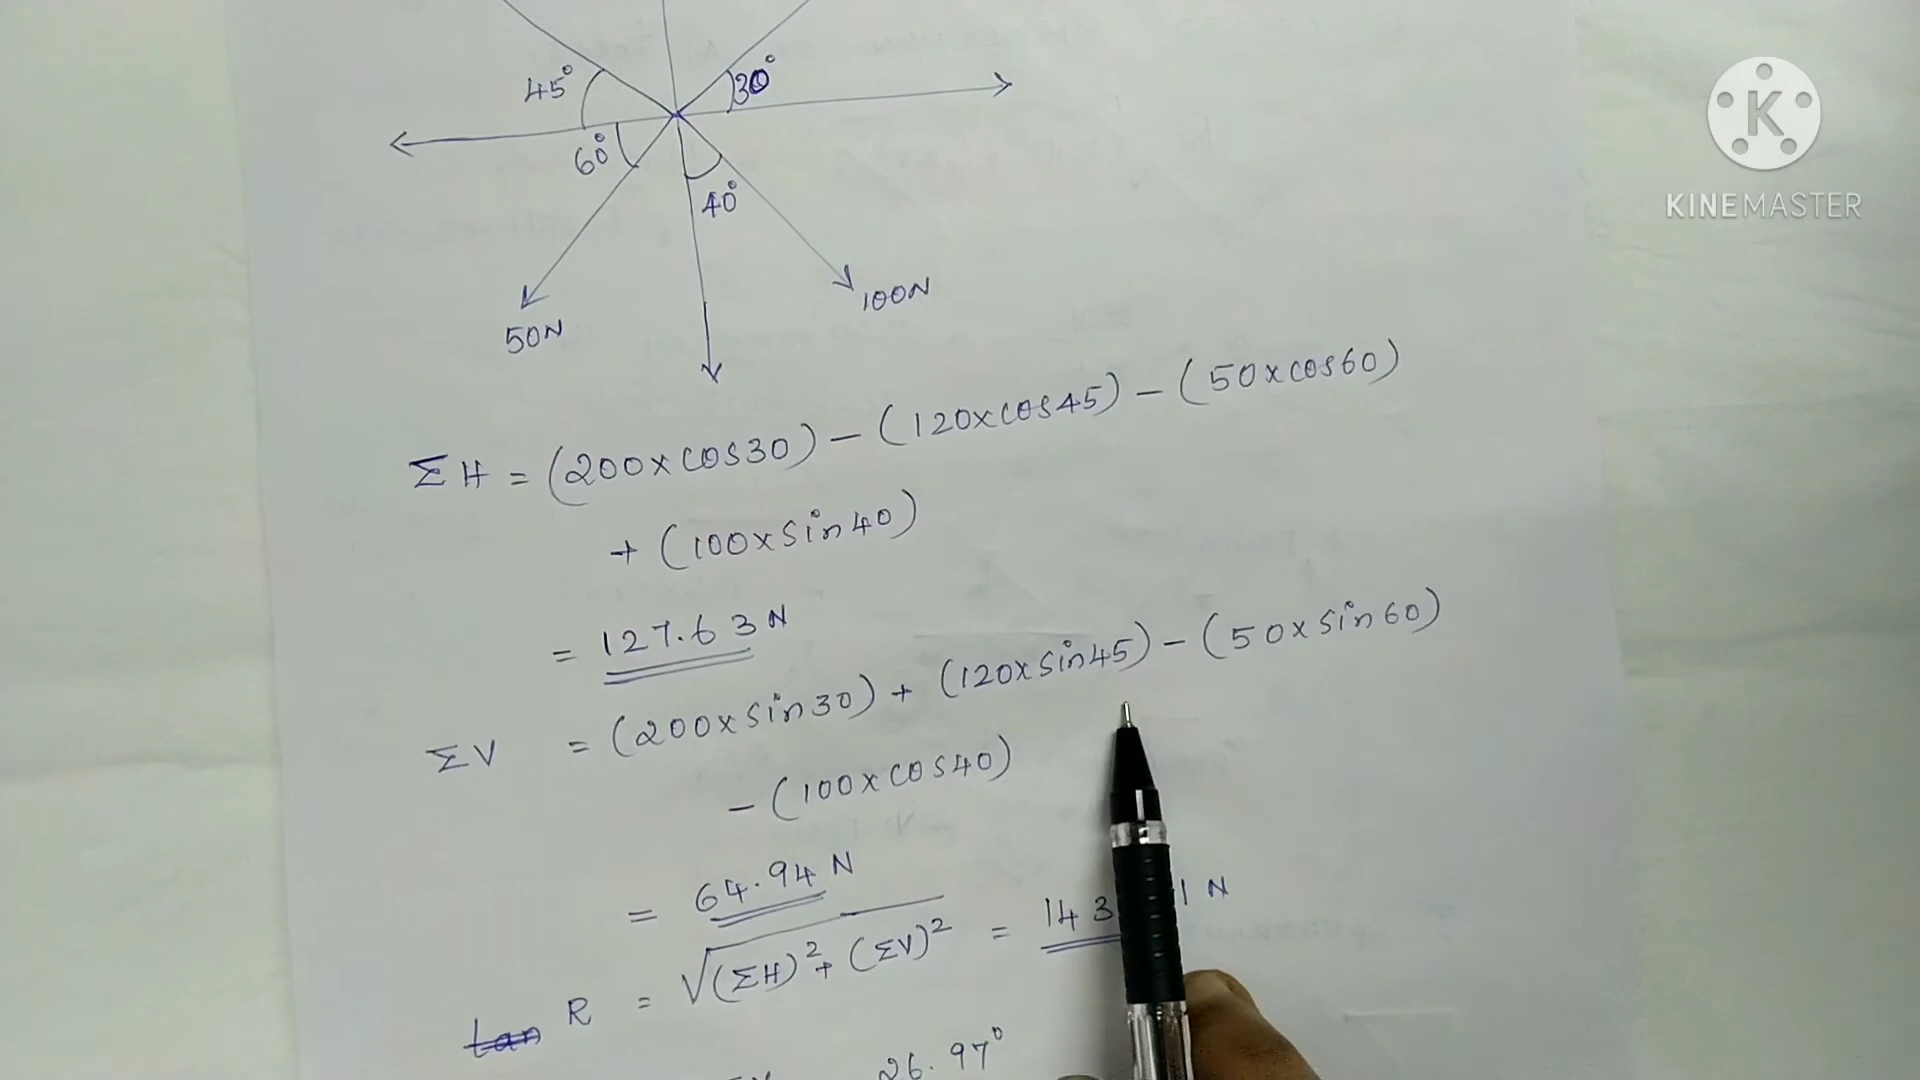 45°
30°
60°
40°
50N
100N
ΣH = (200×cos30) − (120×cos45) − (50×cos60)
+ (100×sin40)
= 127.63 N
ΣV = (200×sin30) + (120×sin45) − (50×sin60)
− (100×cos40)
= 64.94 N
R = √(ΣH)² + (ΣV)² = 143 1 N
26.97°
K
KINEMASTER